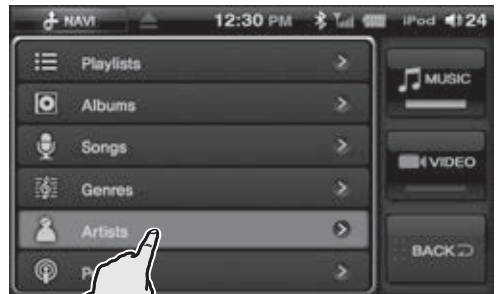 NAVI 12:30 PM iPod 24
Playlists
MUSIC
Albums
Songs
VIDEO
Genres
Artists
BACK